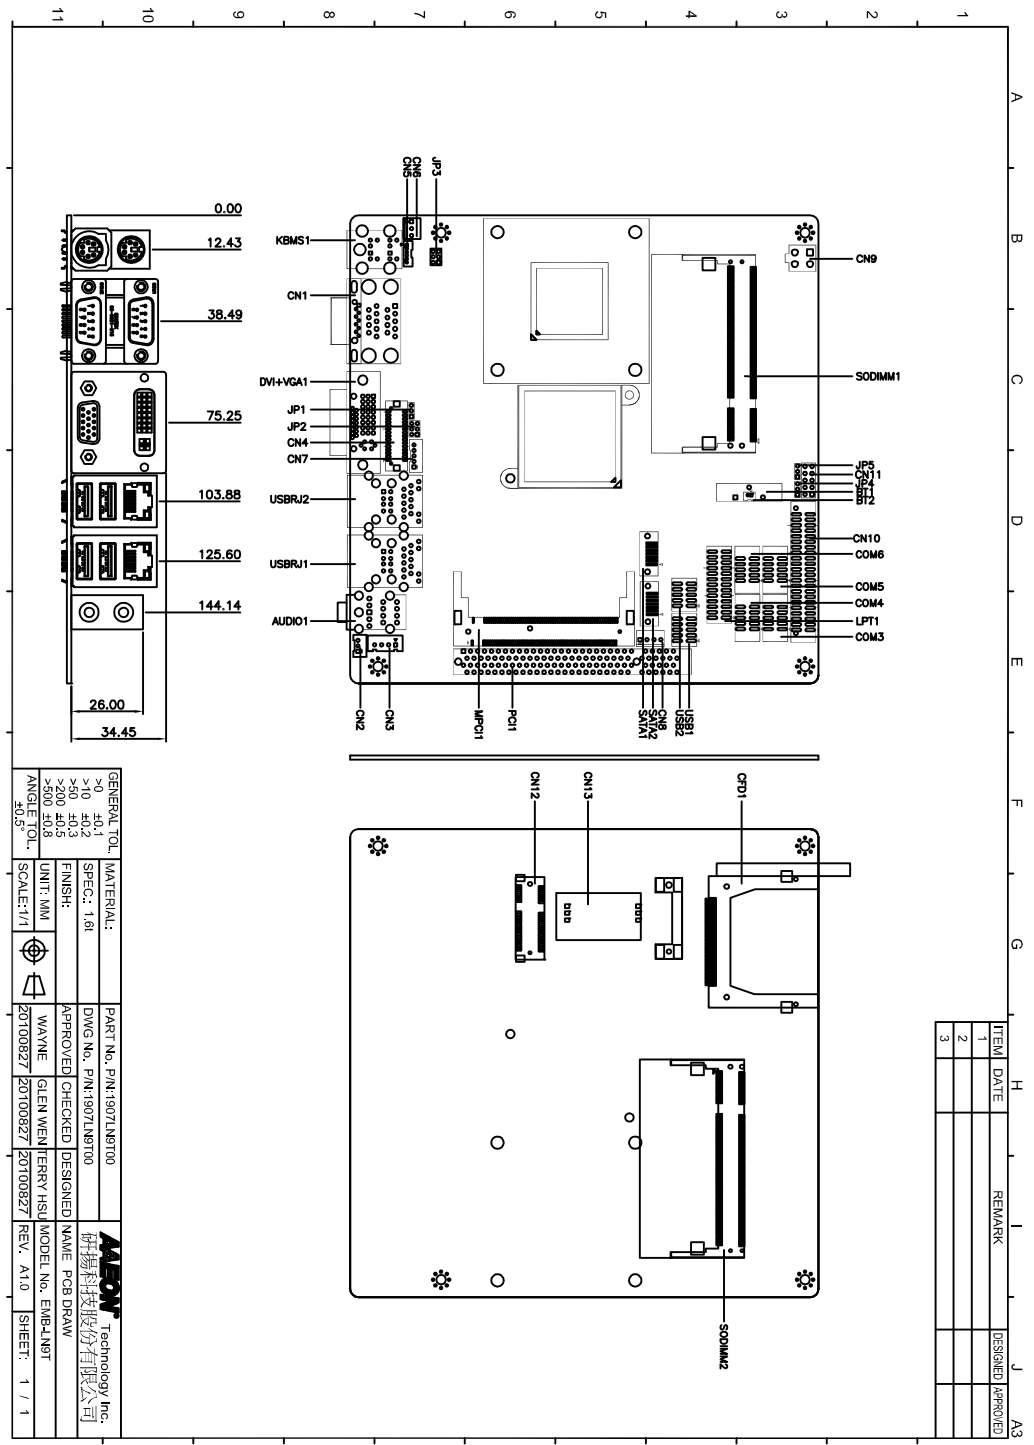 11
10
9
8
7
6
5
4
3
2
1
A
B
C
D
E
F
G
H
I
J
A3
0.00
12.43
38.49
75.25
103.88
125.60
144.14
26.00
34.45
CN5
CN6
JP3
KBMS1
CN1
DVI+VGA1
JP1
JP2
CN4
CN7
USBRJ2
USBRJ1
AUDIO1
CN2
CN3
MPCI1
PCI1
SATA1
SATA2
CN8
USB2
USB1
CN9
SODIMM1
JP5
CN11
JP4
BT1
BT2
CN10
COM6
COM5
COM4
LPT1
COM3
CN12
CN13
CFD1
SODIMM2
ITEM DATE REMARK DESIGNED APPROVED
1
2
3
GENERAL TOL.
>0 ±0.1
>10 ±0.2
>50 ±0.3
>200 ±0.5
>500 ±0.8
ANGLE TOL.
±0.5°
MATERIAL:
SPEC.: 1.6t
FINISH:
UNIT: MM
SCALE:1/1
PART No. P/N:1907LN9T00
DWG No. P/N:1907LN9T00
APPROVED CHECKED DESIGNED
WAYNE GLEN WEN TERRY HSU
20100827 20100827 20100827
AAEON Technology Inc.
研揚科技股份有限公司
NAME PCB DRAW
MODEL No. EMB-LN9T
REV. A1.0 SHEET: 1 / 1